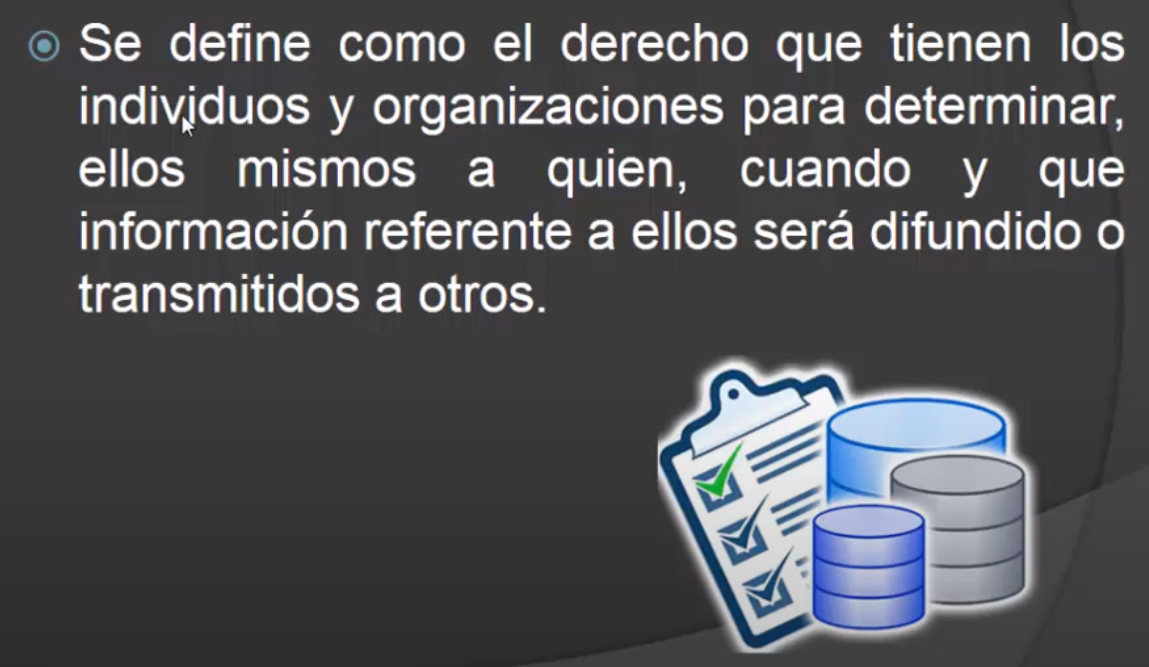 Se define como el derecho que tienen los
individuos y organizaciones para determinar,
ellos mismos a quien, cuando y que
información referente a ellos será difundido o
transmitidos a otros.